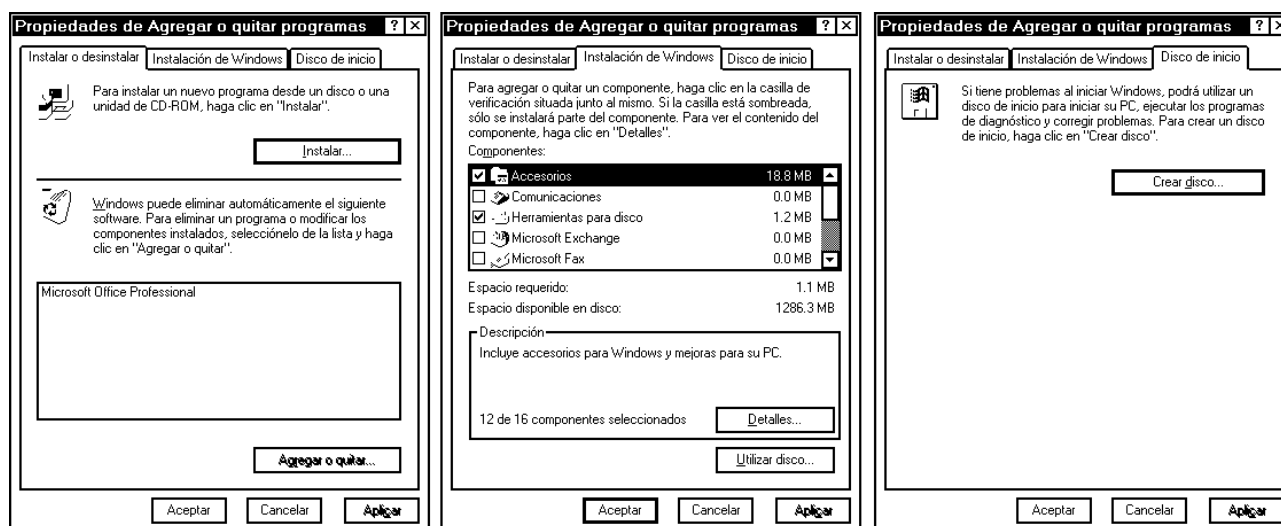 Propiedades de Agregar o quitar programas
Instalar o desinstalar
Instalación de Windows
Disco de inicio
Para instalar un nuevo programa desde un disco o una
unidad de CD-ROM, haga clic en "Instalar".
Instalar...
Windows puede eliminar automáticamente el siguiente
software. Para eliminar un programa o modificar los
componentes instalados, selecciónelo de la lista y haga
clic en "Agregar o quitar".
Microsoft Office Professional
Agregar o quitar...
Aceptar
Cancelar
Aplicar
Propiedades de Agregar o quitar programas
Instalar o desinstalar
Instalación de Windows
Disco de inicio
Para agregar o quitar un componente, haga clic en la casilla de
verificación situada junto al mismo. Si la casilla está sombreada,
sólo se instalará parte del componente. Para ver el contenido del
componente, haga clic en "Detalles".
Componentes:
Accesorios 18.8 MB
Comunicaciones 0.0 MB
Herramientas para disco 1.2 MB
Microsoft Exchange 0.0 MB
Microsoft Fax 0.0 MB
Espacio requerido: 1.1 MB
Espacio disponible en disco: 1286.3 MB
Descripción
Incluye accesorios para Windows y mejoras para su PC.
12 de 16 componentes seleccionados
Detalles...
Utilizar disco...
Aceptar
Cancelar
Aplicar
Propiedades de Agregar o quitar programas
Instalar o desinstalar
Instalación de Windows
Disco de inicio
Si tiene problemas al iniciar Windows, podrá utilizar un
disco de inicio para iniciar su PC, ejecutar los programas
de diagnóstico y corregir problemas. Para crear un disco
de inicio, haga clic en "Crear disco".
Crear disco...
Aceptar
Cancelar
Aplicar